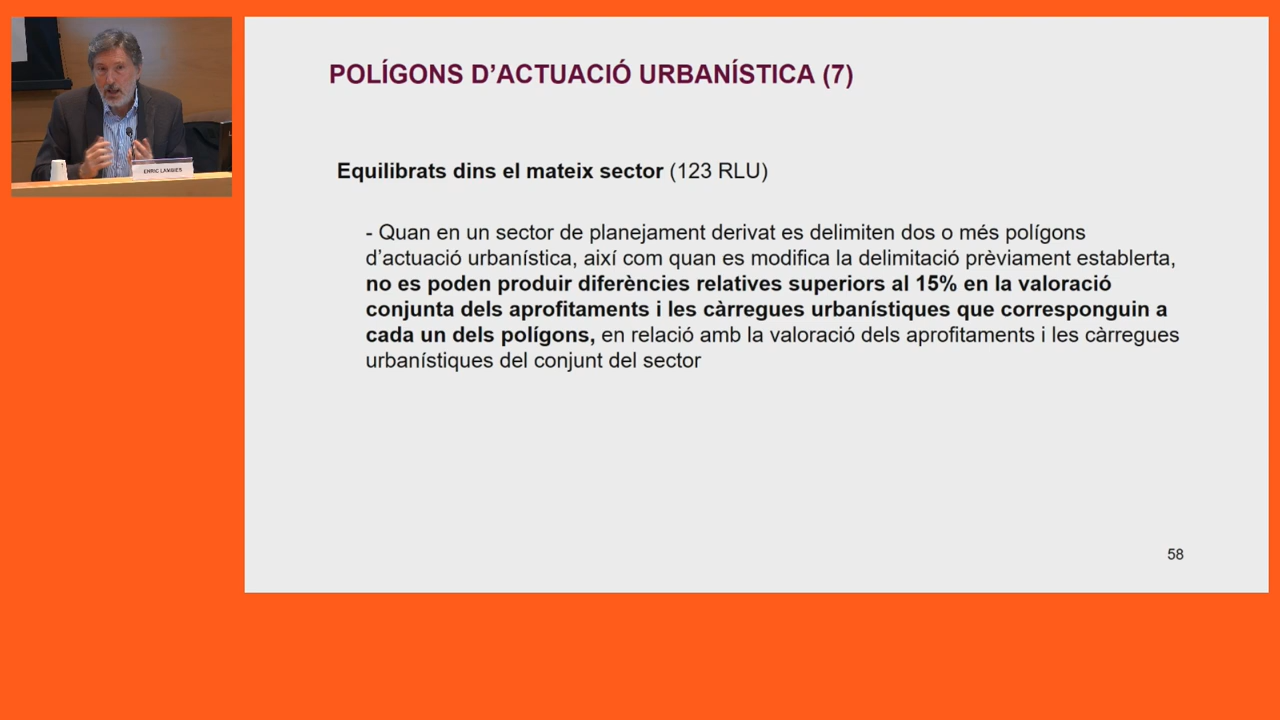 POLÍGONS D'ACTUACIÓ URBANÍSTICA (7)
Equilibrats dins el mateix sector (123 RLU)
- Quan en un sector de planejament derivat es delimiten dos o més polígons
d'actuació urbanística, així com quan es modifica la delimitació prèviament establerta,
no es poden produir diferències relatives superiors al 15% en la valoració
conjunta dels aprofitaments i les càrregues urbanístiques que corresponguin a
cada un dels polígons, en relació amb la valoració dels aprofitaments i les càrregues
urbanístiques del conjunt del sector
58
ENRIC